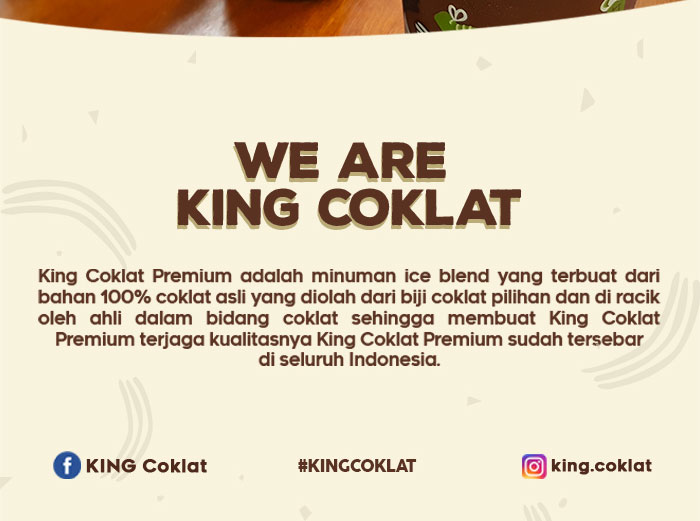 WE ARE
KING COKLAT
King Coklat Premium adalah minuman ice blend yang terbuat dari
bahan 100% coklat asli yang diolah dari biji coklat pilihan dan di racik
oleh ahli dalam bidang coklat sehingga membuat King Coklat
Premium terjaga kualitasnya King Coklat Premium sudah tersebar
di seluruh Indonesia.
KING Coklat
#KINGCOKLAT
king.coklat